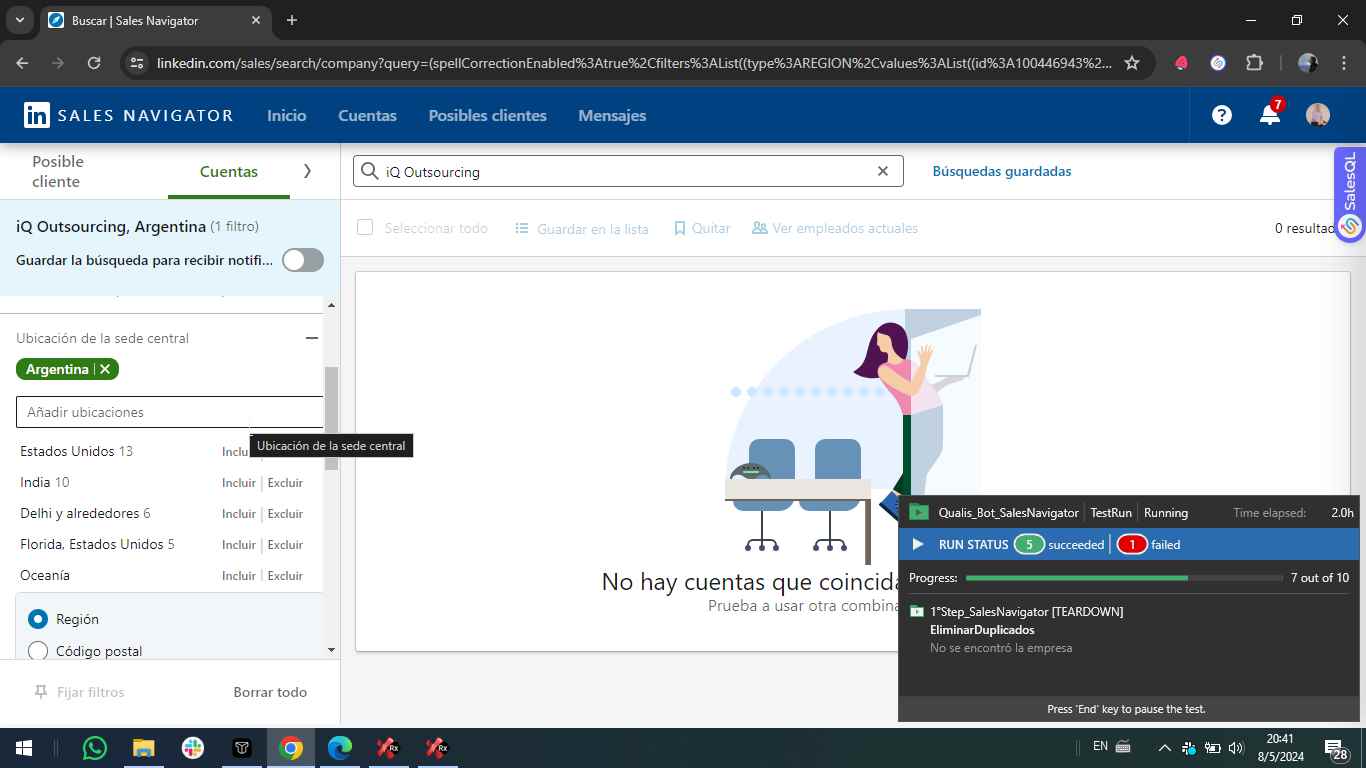 Buscar | Sales Navigator
linkedin.com/sales/search/company?query=(spellCorrectionEnabled%3Atrue%2Cfilters%3AList((type%3AREGION%2Cvalues%3AList((id%3A100446943%2...
in SALES NAVIGATOR
Inicio
Cuentas
Posibles clientes
Mensajes
?
7
Posible cliente
Cuentas
iQ Outsourcing
Búsquedas guardadas
SalesQL
iQ Outsourcing, Argentina (1 filtro)
Guardar la búsqueda para recibir notifi...
Seleccionar todo
Guardar en la lista
Quitar
Ver empleados actuales
0 resultad
Ubicación de la sede central
Argentina
Añadir ubicaciones
Ubicación de la sede central
Estados Unidos 13 Inclu
India 10 Incluir Excluir
Delhi y alrededores 6 Incluir Excluir
Florida, Estados Unidos 5 Incluir Excluir
Oceanía Incluir Excluir
Región
Código postal
Fijar filtros
Borrar todo
No hay cuentas que coincida
Prueba a usar otra combina
Qualis_Bot_SalesNavigator TestRun Running Time elapsed: 2.0h
RUN STATUS 5 succeeded 1 failed
Progress: 7 out of 10
1°Step_SalesNavigator [TEARDOWN]
EliminarDuplicados
No se encontró la empresa
Press 'End' key to pause the test.
Rx
Rx
EN
20:41
8/5/2024
28